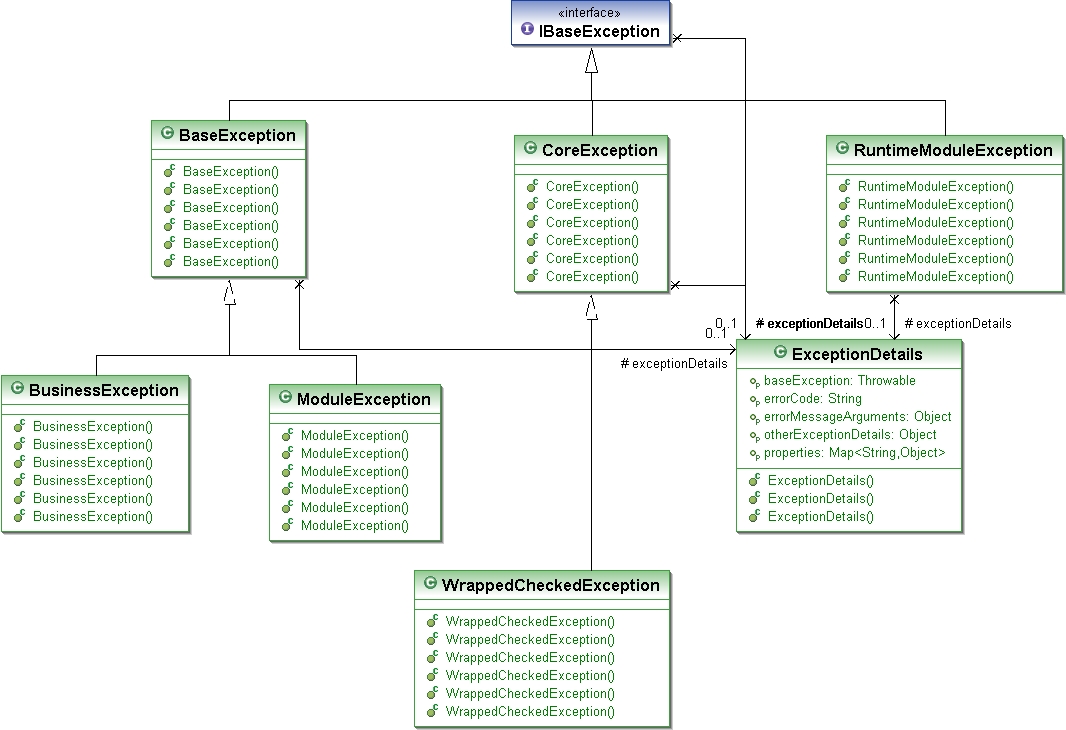 «interface»
IBaseException
BaseException
BaseException()
BaseException()
BaseException()
BaseException()
BaseException()
BaseException()
CoreException
CoreException()
CoreException()
CoreException()
CoreException()
CoreException()
CoreException()
RuntimeModuleException
RuntimeModuleException()
RuntimeModuleException()
RuntimeModuleException()
RuntimeModuleException()
RuntimeModuleException()
RuntimeModuleException()
0..1
# exceptionDetails
0..1
# exceptionDetails
0..1
# exceptionDetails
BusinessException
BusinessException()
BusinessException()
BusinessException()
BusinessException()
BusinessException()
BusinessException()
ModuleException
ModuleException()
ModuleException()
ModuleException()
ModuleException()
ModuleException()
ModuleException()
ExceptionDetails
baseException: Throwable
errorCode: String
errorMessageArguments: Object
otherExceptionDetails: Object
properties: Map<String,Object>
ExceptionDetails()
ExceptionDetails()
ExceptionDetails()
WrappedCheckedException
WrappedCheckedException()
WrappedCheckedException()
WrappedCheckedException()
WrappedCheckedException()
WrappedCheckedException()
WrappedCheckedException()